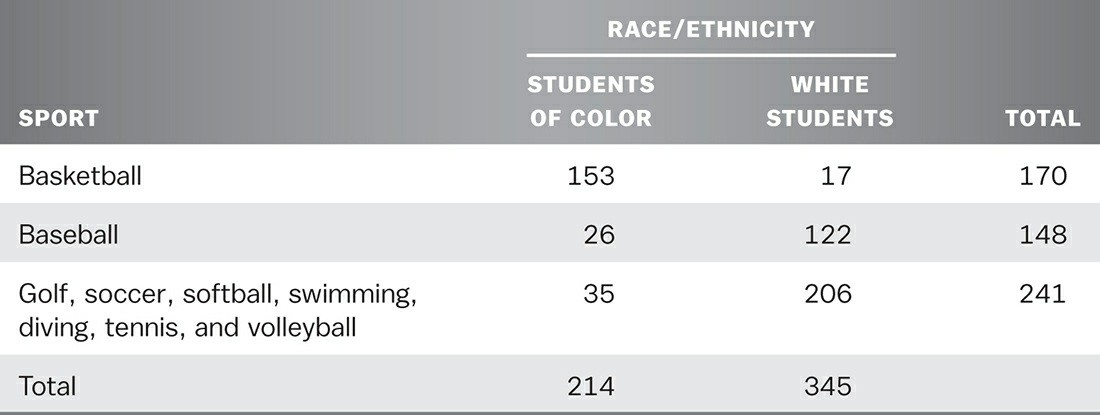 RACE/ETHNICITY
SPORT STUDENTS OF COLOR WHITE STUDENTS TOTAL
Basketball 153 17 170
Baseball 26 122 148
Golf, soccer, softball, swimming, 35 206 241
diving, tennis, and volleyball
Total 214 345